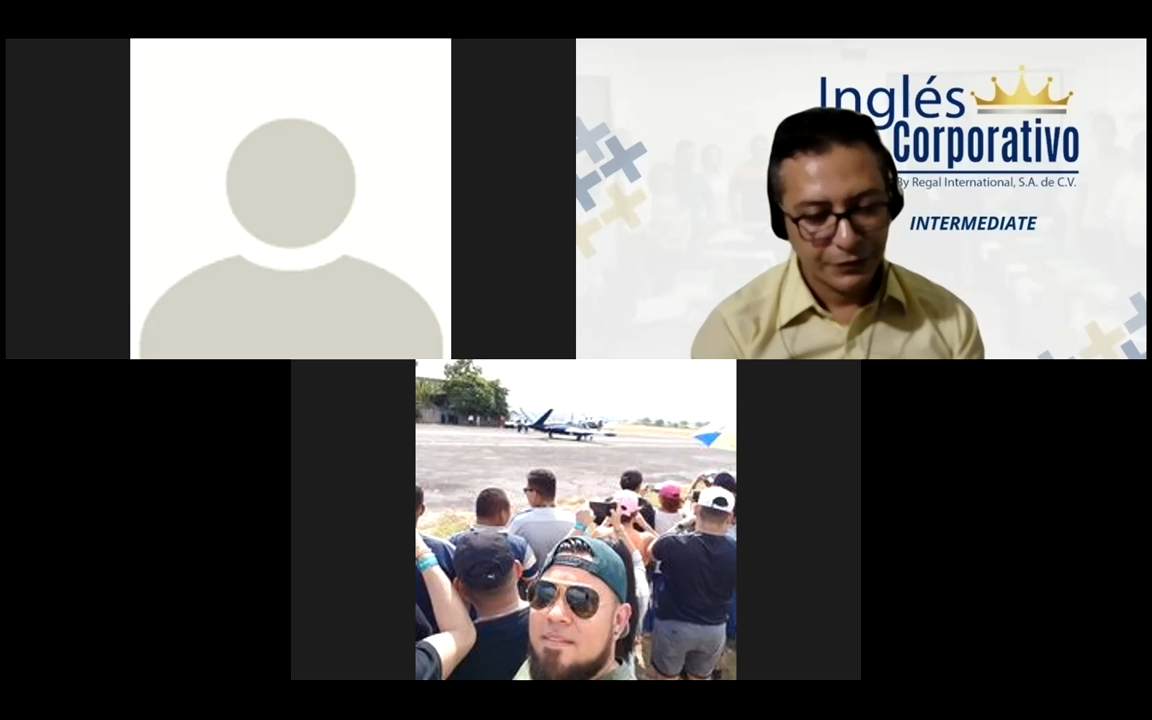 Inglés
Corporativo
By Regal International, S.A. de C.V.
INTERMEDIATE